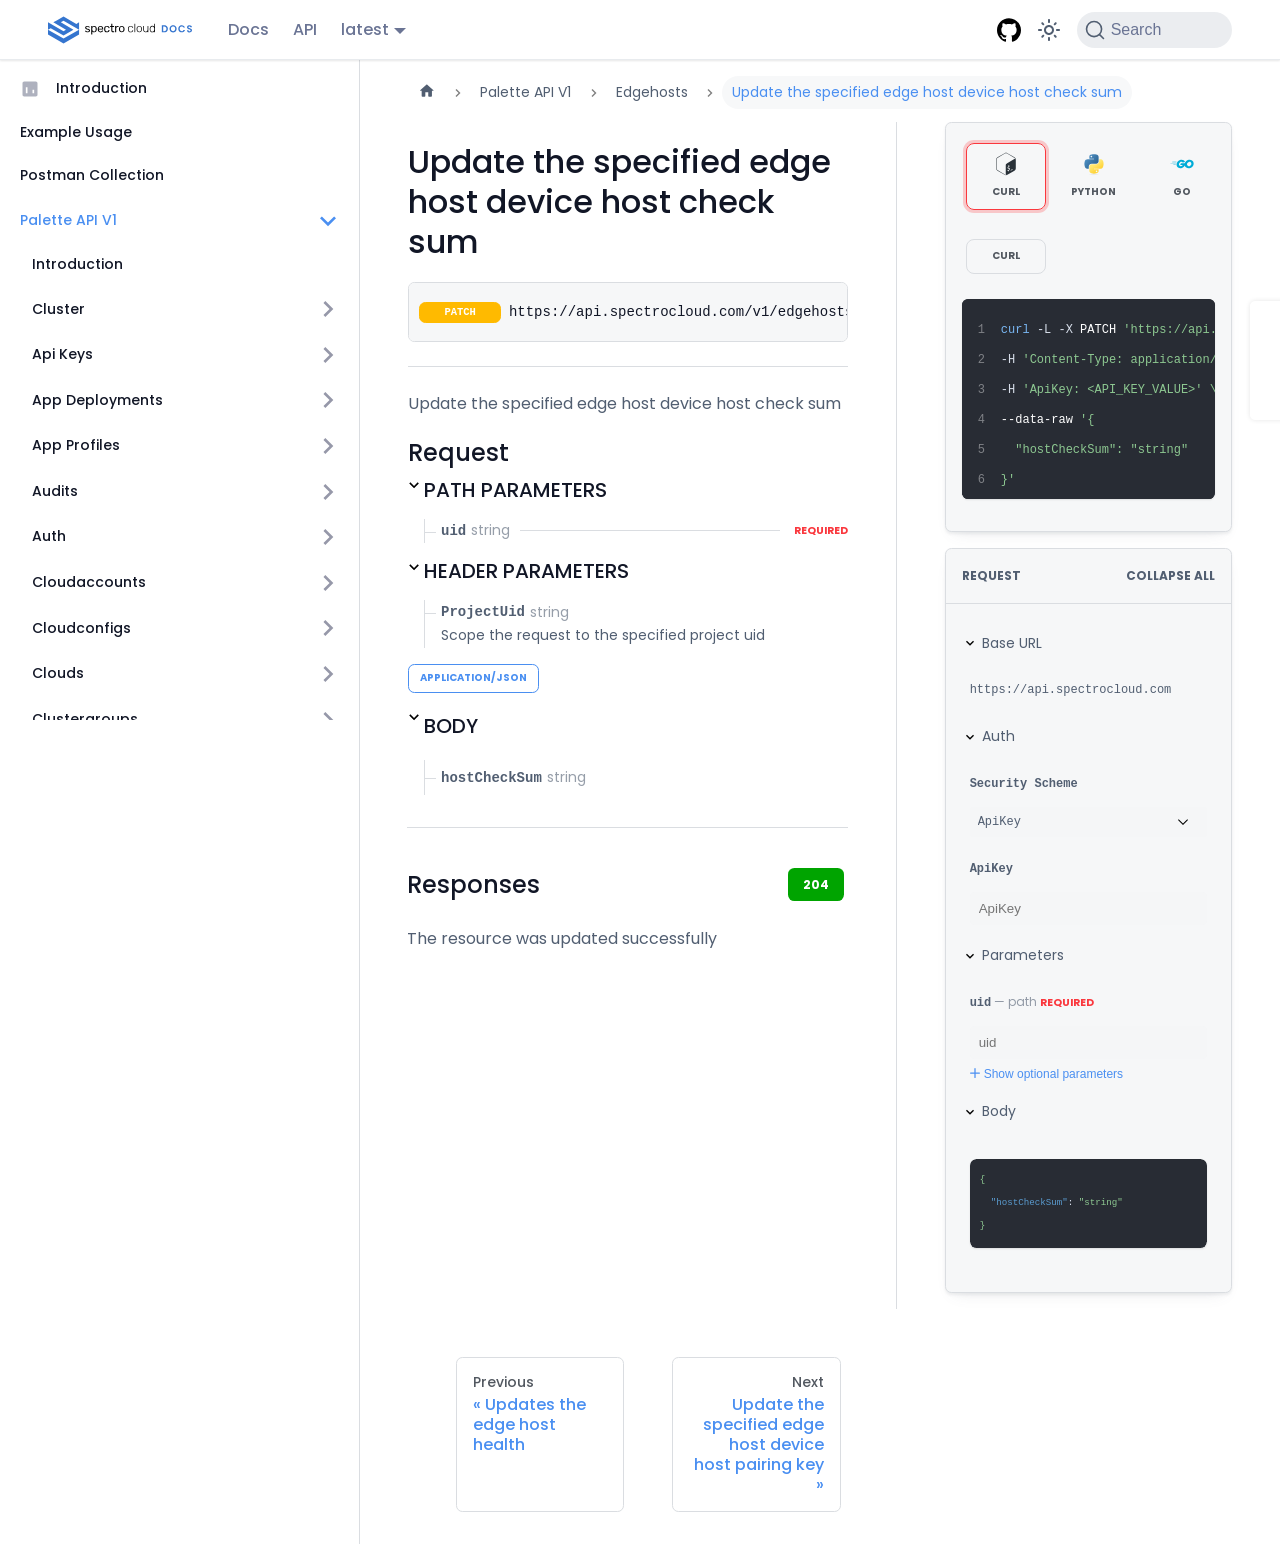 spectro cloud DOCS
Docs
API
latest
Search
Introduction
Example Usage
Postman Collection
Palette API V1
Introduction
Cluster
Api Keys
App Deployments
App Profiles
Audits
Auth
Cloudaccounts
Cloudconfigs
Clouds
Clustergroups
Palette API V1
Edgehosts
Update the specified edge host device host check sum
Update the specified edge
host device host check
sum
PATCH https://api.spectrocloud.com/v1/edgehosts
Update the specified edge host device host check sum
Request
PATH PARAMETERS
uid string REQUIRED
HEADER PARAMETERS
ProjectUid string
Scope the request to the specified project uid
APPLICATION/JSON
BODY
hostCheckSum string
Responses
204
The resource was updated successfully
CURL
PYTHON
GO
CURL
1 curl -L -X PATCH 'https://api.
2 -H 'Content-Type: application/
3 -H 'ApiKey: <API_KEY_VALUE>' \
4 --data-raw '{
5 "hostCheckSum": "string"
6 }'
REQUEST
COLLAPSE ALL
Base URL
https://api.spectrocloud.com
Auth
Security Scheme
ApiKey
ApiKey
ApiKey
Parameters
uid — path REQUIRED
uid
Show optional parameters
Body
{
"hostCheckSum": "string"
}
Previous
« Updates the
edge host
health
Next
Update the
specified edge
host device
host pairing key
»